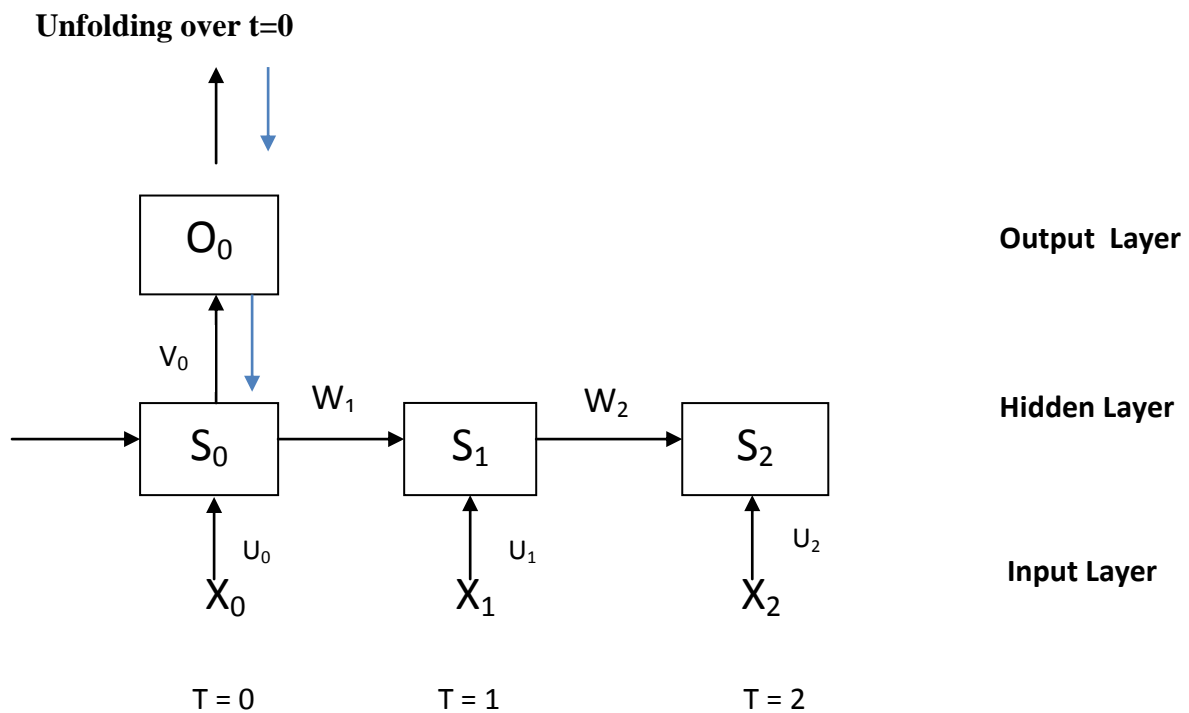 Unfolding over t=0
O₀
Output Layer
V₀
W₁
W₂
Hidden Layer
S₀
S₁
S₂
U₀
U₁
U₂
Input Layer
X₀
X₁
X₂
T = 0
T = 1
T = 2